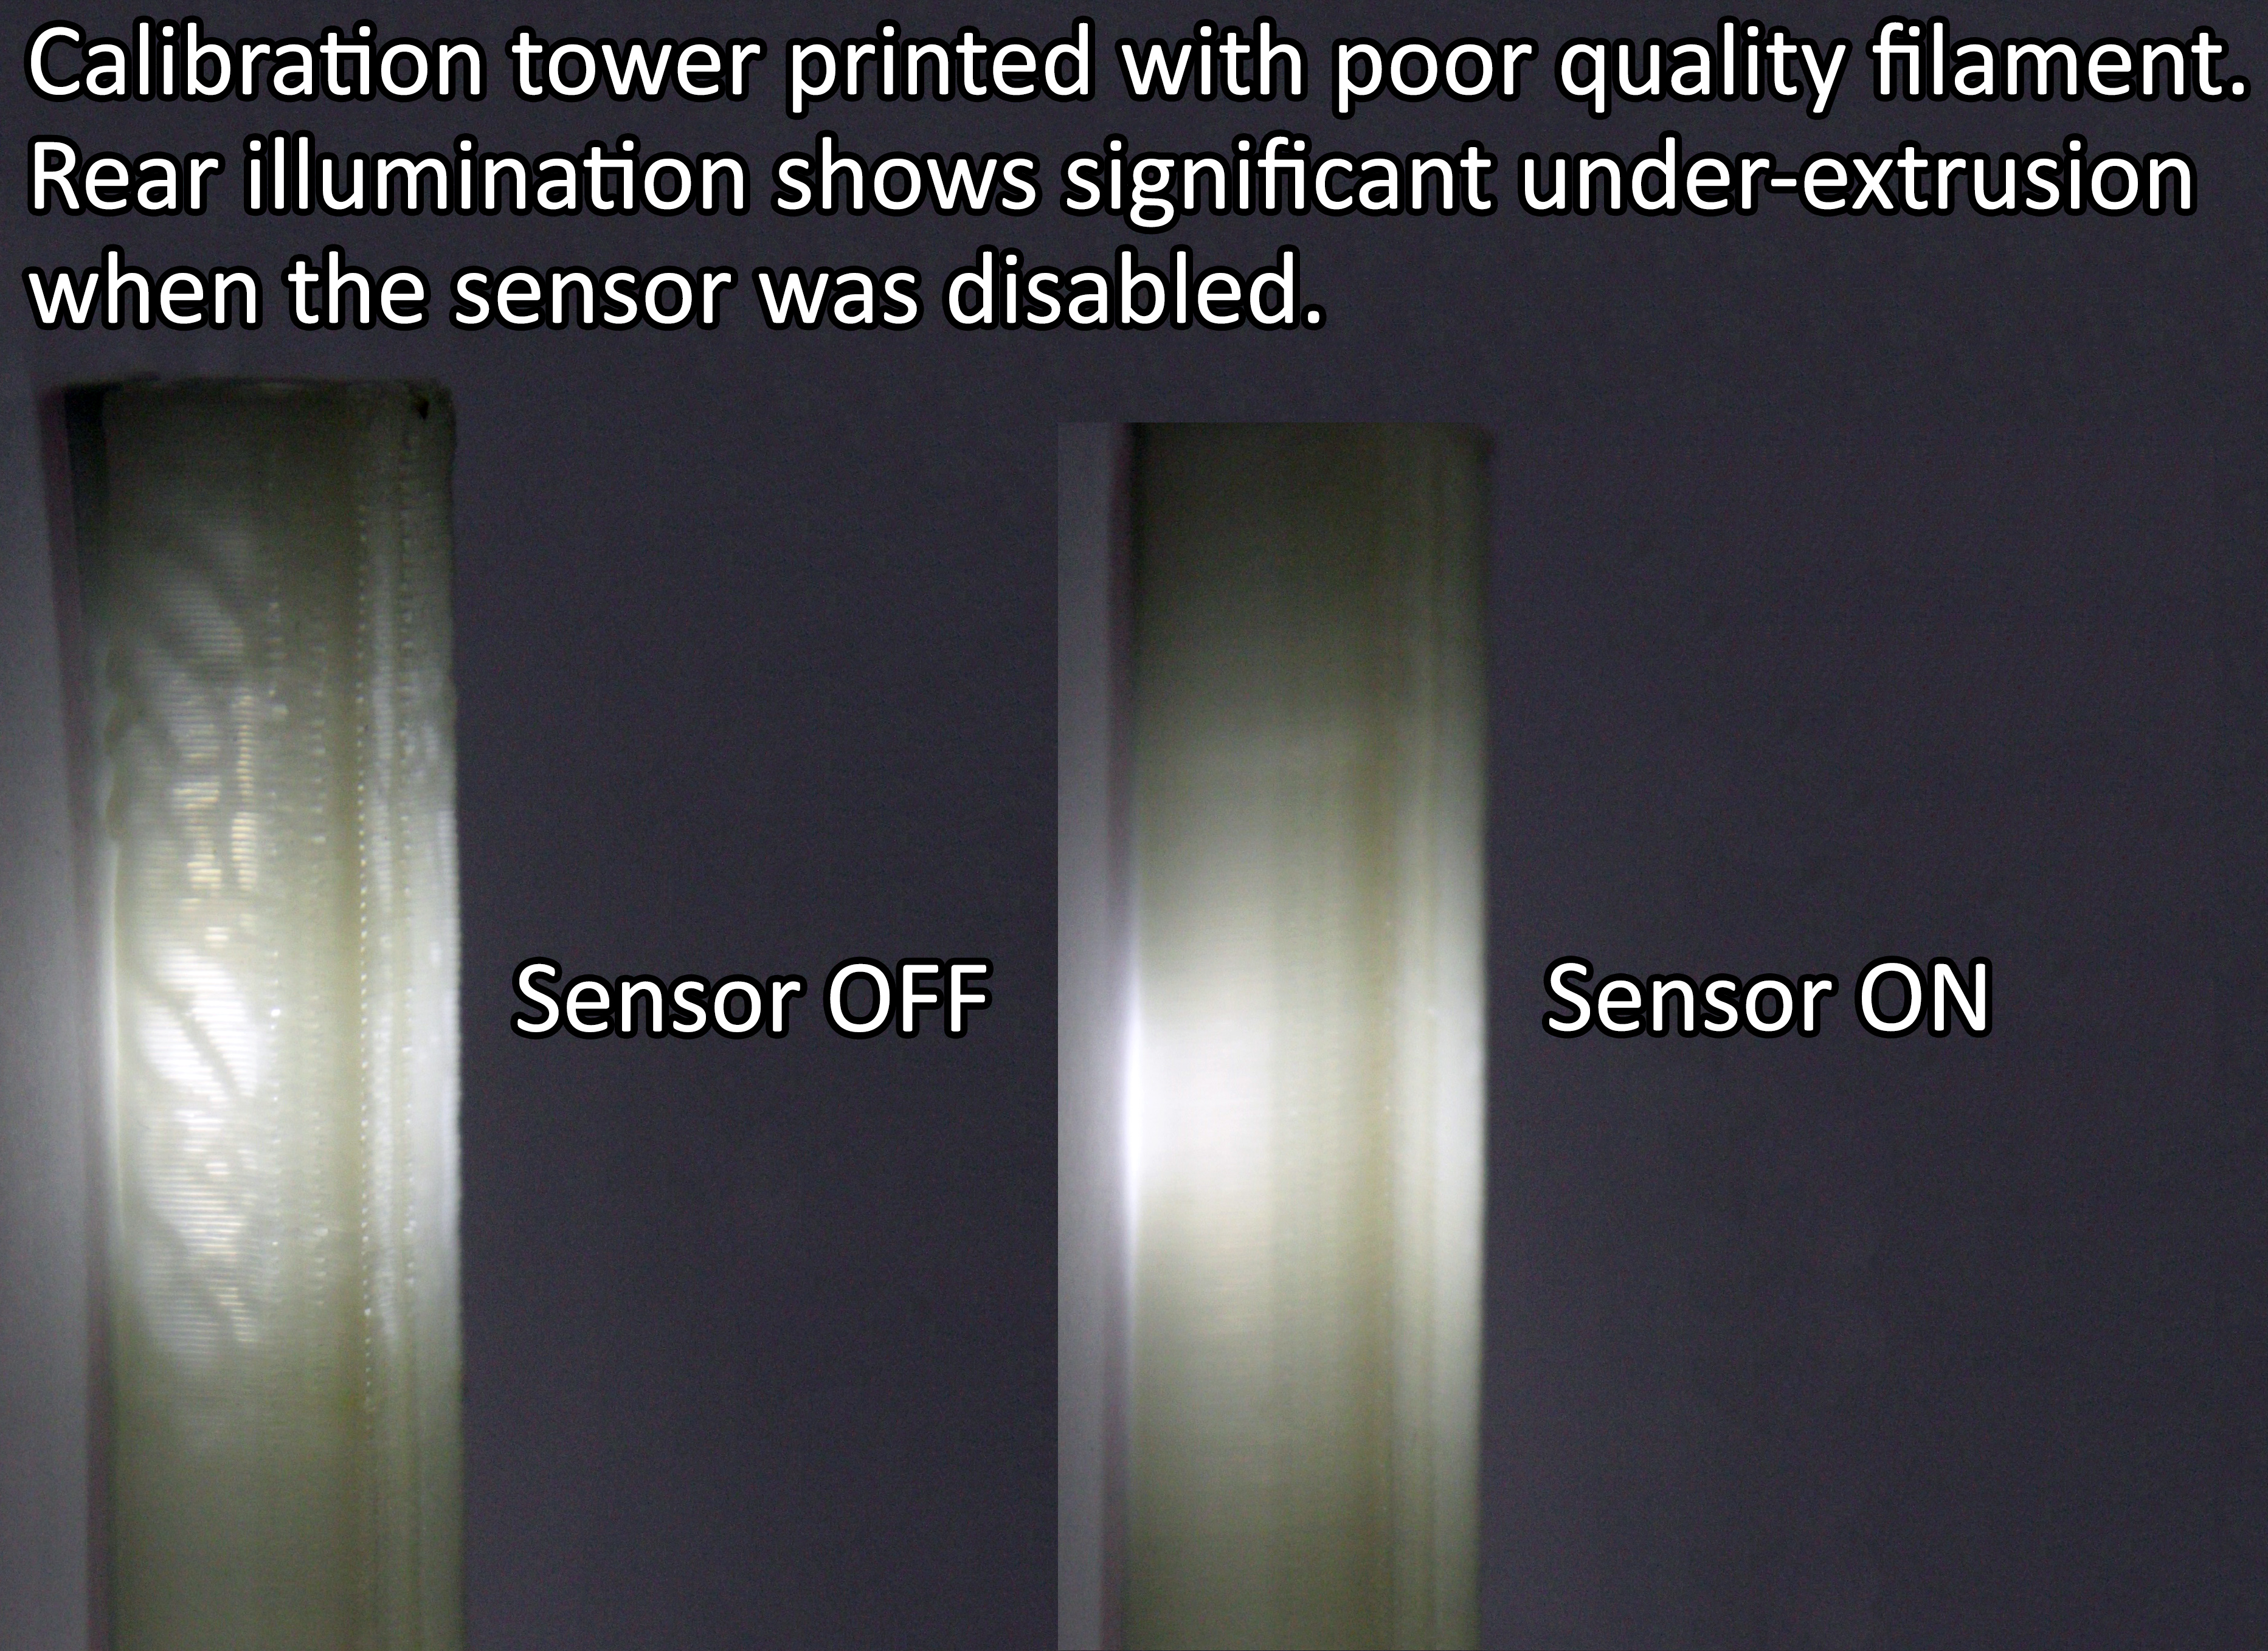 Calibration tower printed with poor quality filament.
Rear illumination shows significant under-extrusion
when the sensor was disabled.
Sensor OFF
Sensor ON